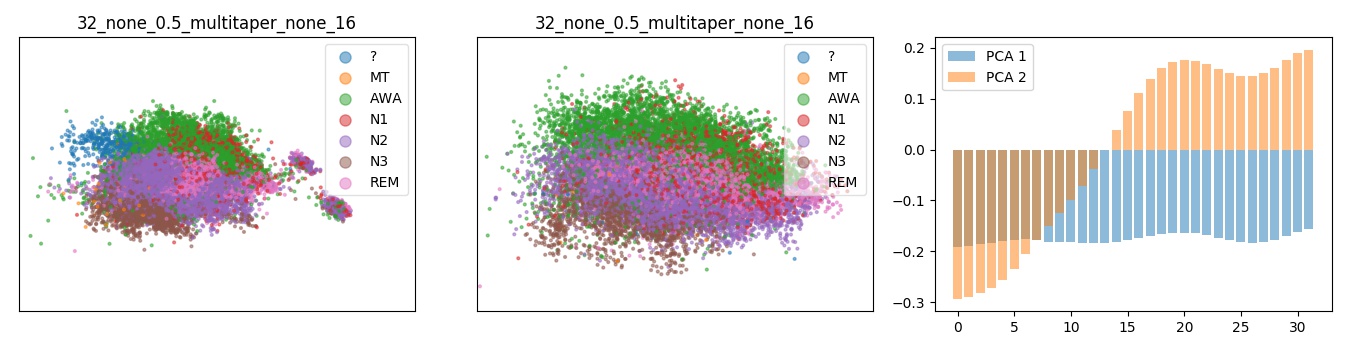 32_none_0.5_multitaper_none_16
?
MT
AWA
N1
N2
N3
REM
32_none_0.5_multitaper_none_16
?
MT
AWA
N1
N2
N3
REM
PCA 1
PCA 2
0.2
0.1
0.0
−0.1
−0.2
−0.3
0 5 10 15 20 25 30